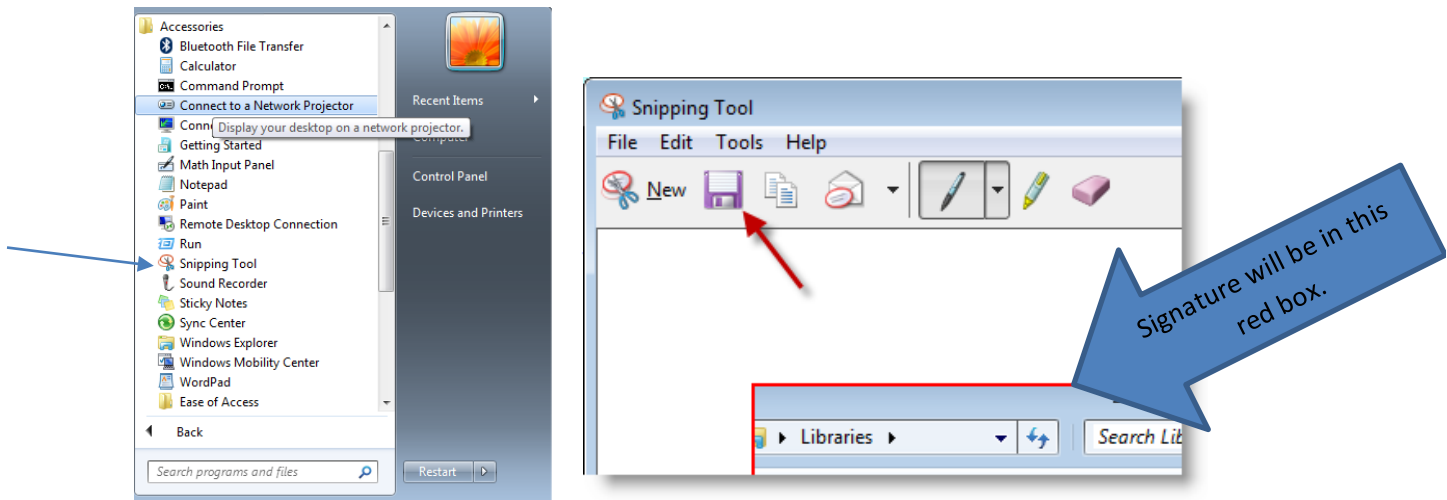 Accessories
Bluetooth File Transfer
Calculator
Command Prompt
Connect to a Network Projector
Conn
Display your desktop on a network projector.
Getting Started
Math Input Panel
Notepad
Paint
Remote Desktop Connection
Run
Snipping Tool
Sound Recorder
Sticky Notes
Sync Center
Windows Explorer
Windows Mobility Center
WordPad
Ease of Access
Back
Search programs and files
Recent Items
Computer
Control Panel
Devices and Printers
Restart
Snipping Tool
File Edit Tools Help
New
Libraries
Search Lib
Signature will be in this
red box.